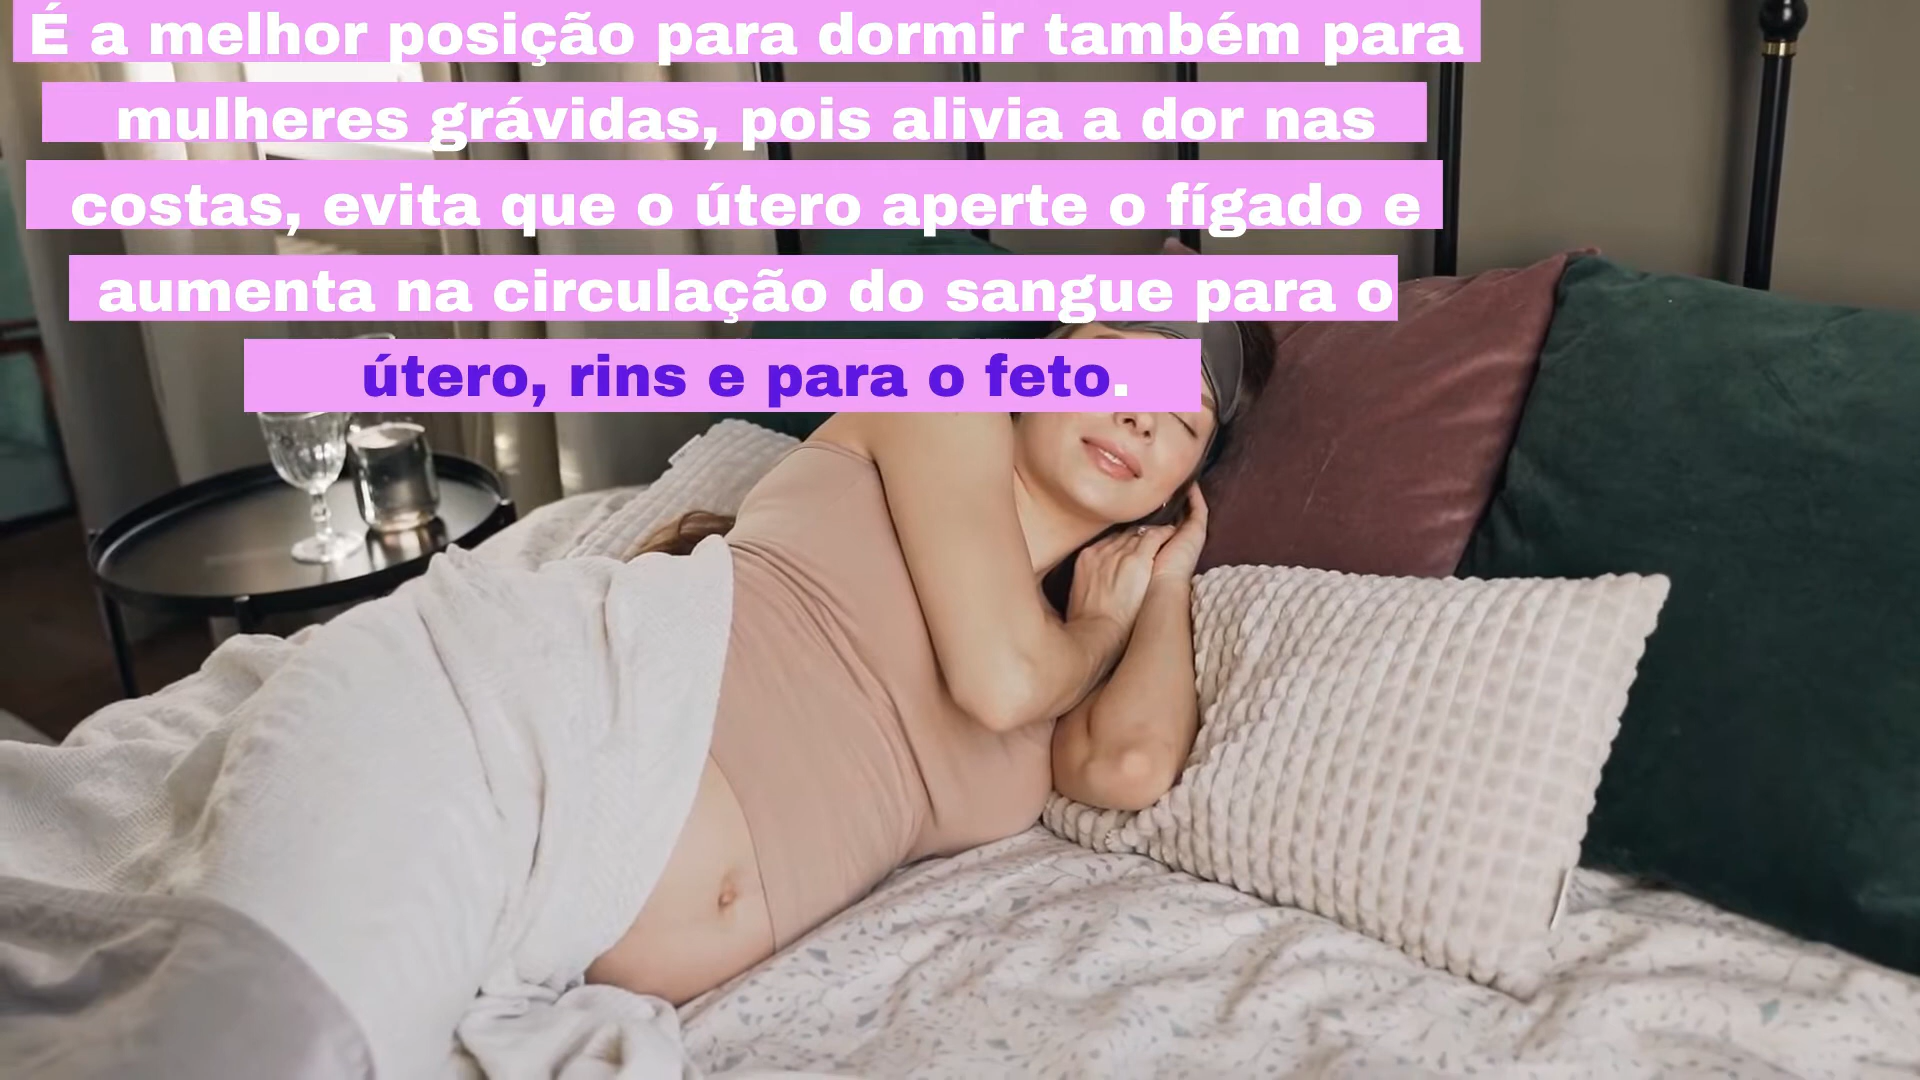 É a melhor posição para dormir também para
mulheres grávidas, pois alivia a dor nas
costas, evita que o útero aperte o fígado e
aumenta na circulação do sangue para o
útero, rins e para o feto.